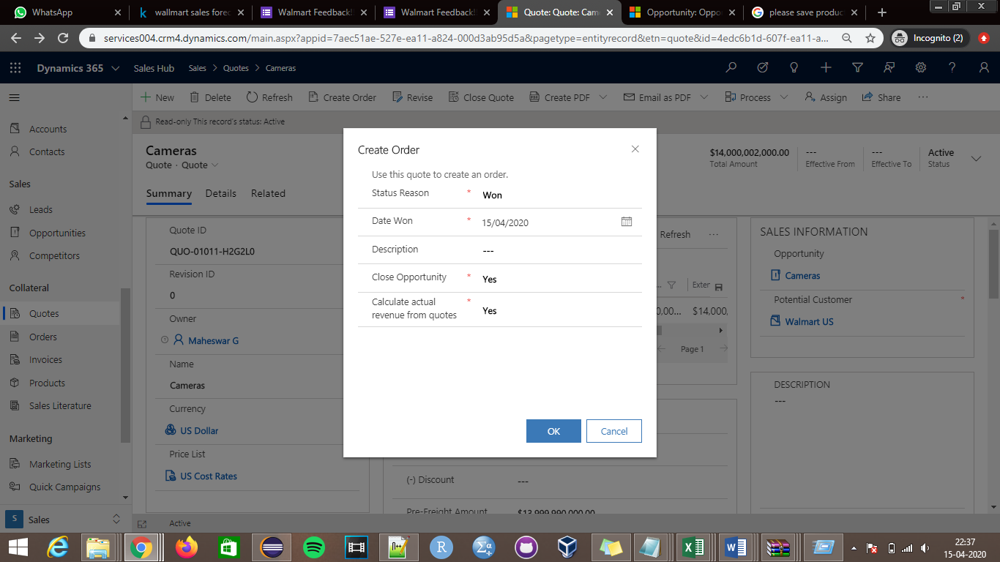 WhatsApp
wallmart sales forec
Walmart Feedback!
Walmart Feedback!
Quote: Quote: Cam
Opportunity: Oppo
please save produc
services004.crm4.dynamics.com/main.aspx?appid=7aec51ae-527e-ea11-a824-000d3ab95d5a&pagetype=entityrecord&etn=quote&id=4edc6b1d-607f-ea11-a...
Incognito (2)
Dynamics 365
Sales Hub
Sales > Quotes > Cameras
New
Delete
Refresh
Create Order
Revise
Close Quote
Create PDF
Email as PDF
Process
Assign
Share
Read-only This record's status: Active
Accounts
Contacts
Sales
Leads
Opportunities
Competitors
Collateral
Quotes
Orders
Invoices
Products
Sales Literature
Marketing
Marketing Lists
Quick Campaigns
S Sales
Cameras
Quote · Quote
$14,000,002,000.00
Total Amount
---
Effective From
---
Effective To
Active
Status
Summary
Details
Related
Quote ID
QUO-01011-H2G2L0
Revision ID
0
Owner
Maheswar G
Name
Cameras
Currency
US Dollar
Price List
US Cost Rates
Create Order
Use this quote to create an order.
Status Reason * Won
Date Won * 15/04/2020
Description ---
Close Opportunity * Yes
Calculate actual * 
revenue from quotes Yes
OK
Cancel
Refresh ...
... Exter
0,00... $14,000,
Page 1
(-) Discount ---
Pre-Freight Amount $13,999,990,000.00
SALES INFORMATION
Opportunity
Cameras
Potential Customer *
Walmart US
DESCRIPTION
---
Active
22:37
15-04-2020